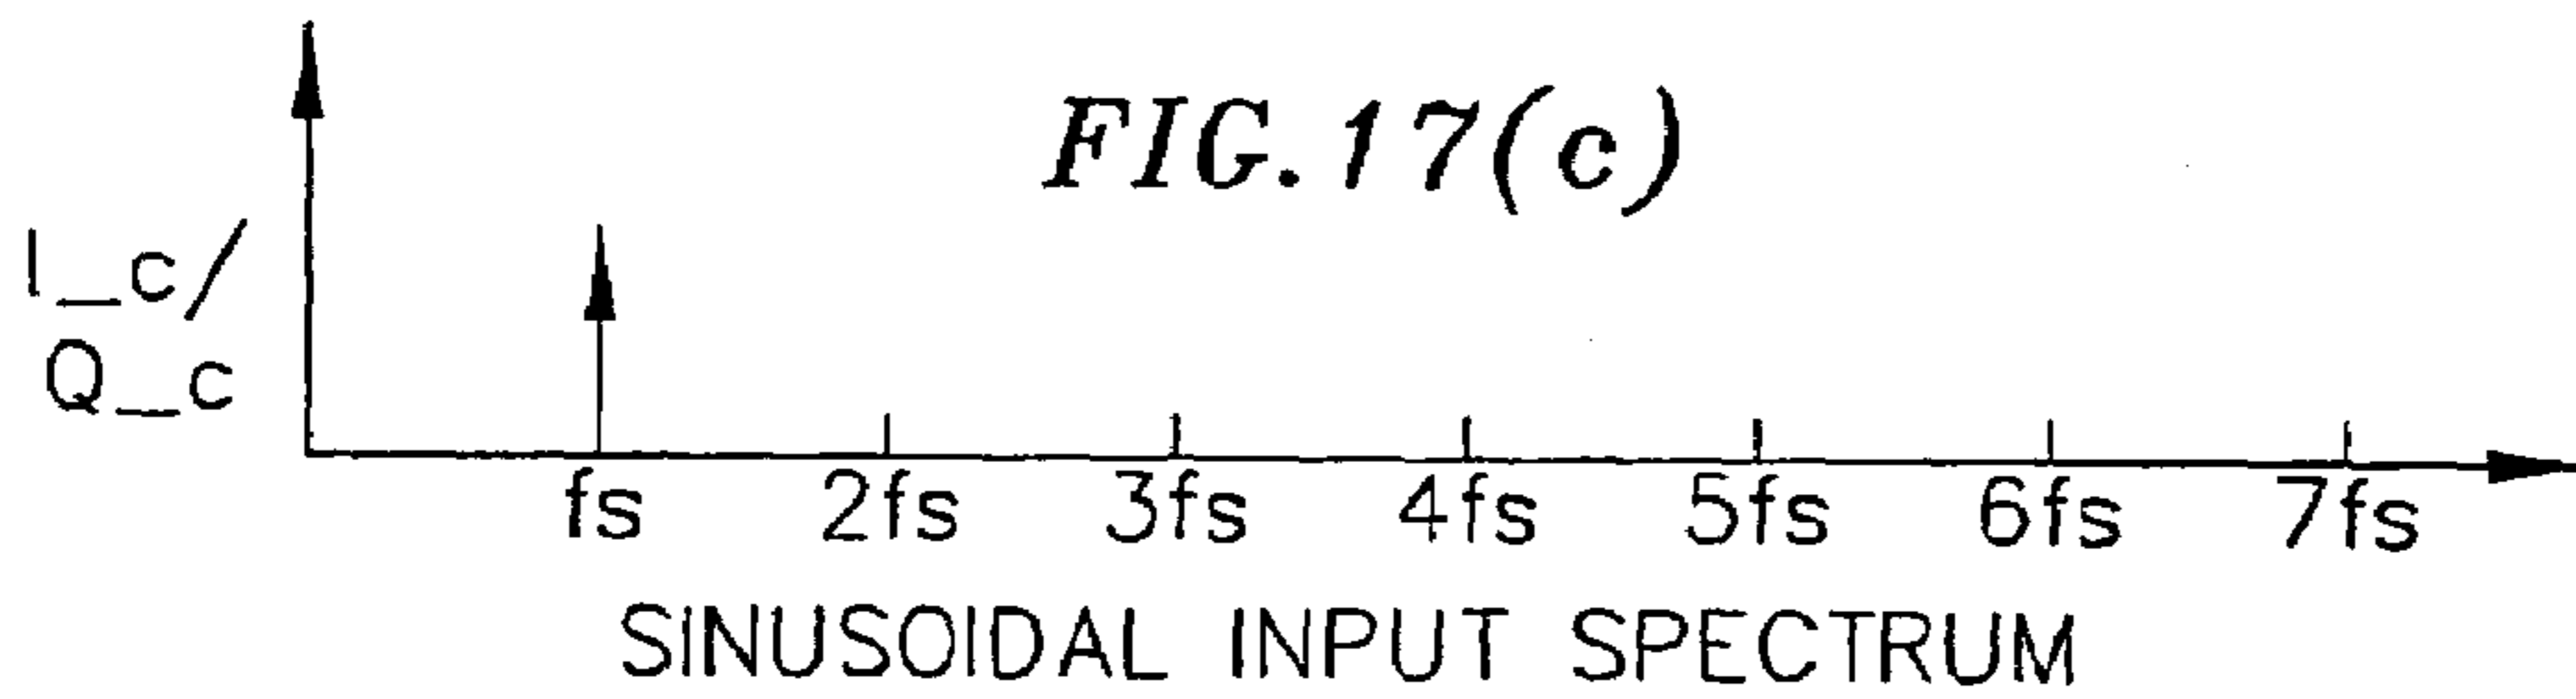 FIG. 17(c)
I_c/
Q_c
fs 2fs 3fs 4fs 5fs 6fs 7fs
SINUSOIDAL INPUT SPECTRUM